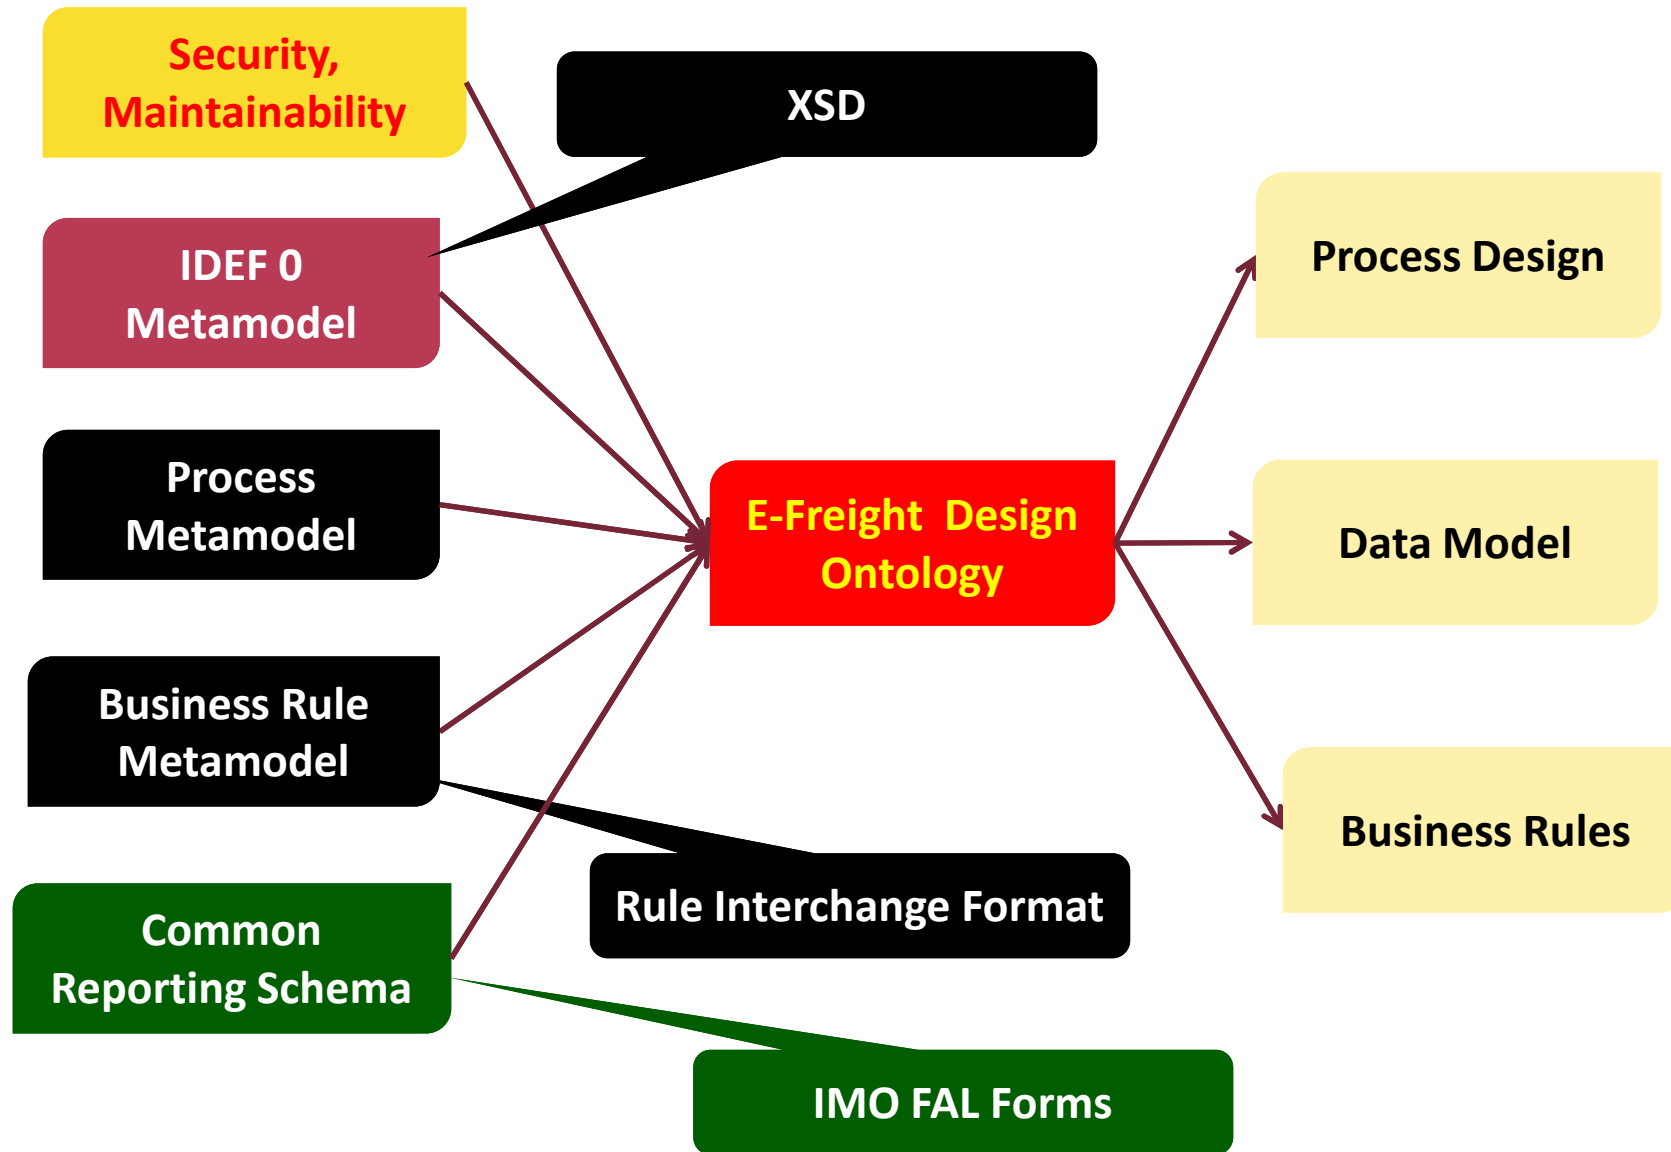 Security,
Maintainability
XSD
IDEF 0
Metamodel
Process Design
Process
Metamodel
E-Freight Design
Ontology
Data Model
Business Rule
Metamodel
Business Rules
Rule Interchange Format
Common
Reporting Schema
IMO FAL Forms